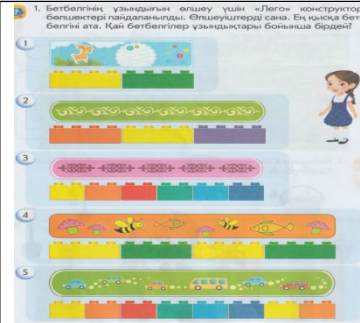 1. Бетбелгінің ұзындығын өлшеу үшін «Лего» конструктор
бөлшектері пайдаланылды. Өлшеуіштерді сана. Ең қысқа бет
белгіні ата. Қай бетбелгілер ұзындықтары бойынша бірдей?
1
2
3
4
5